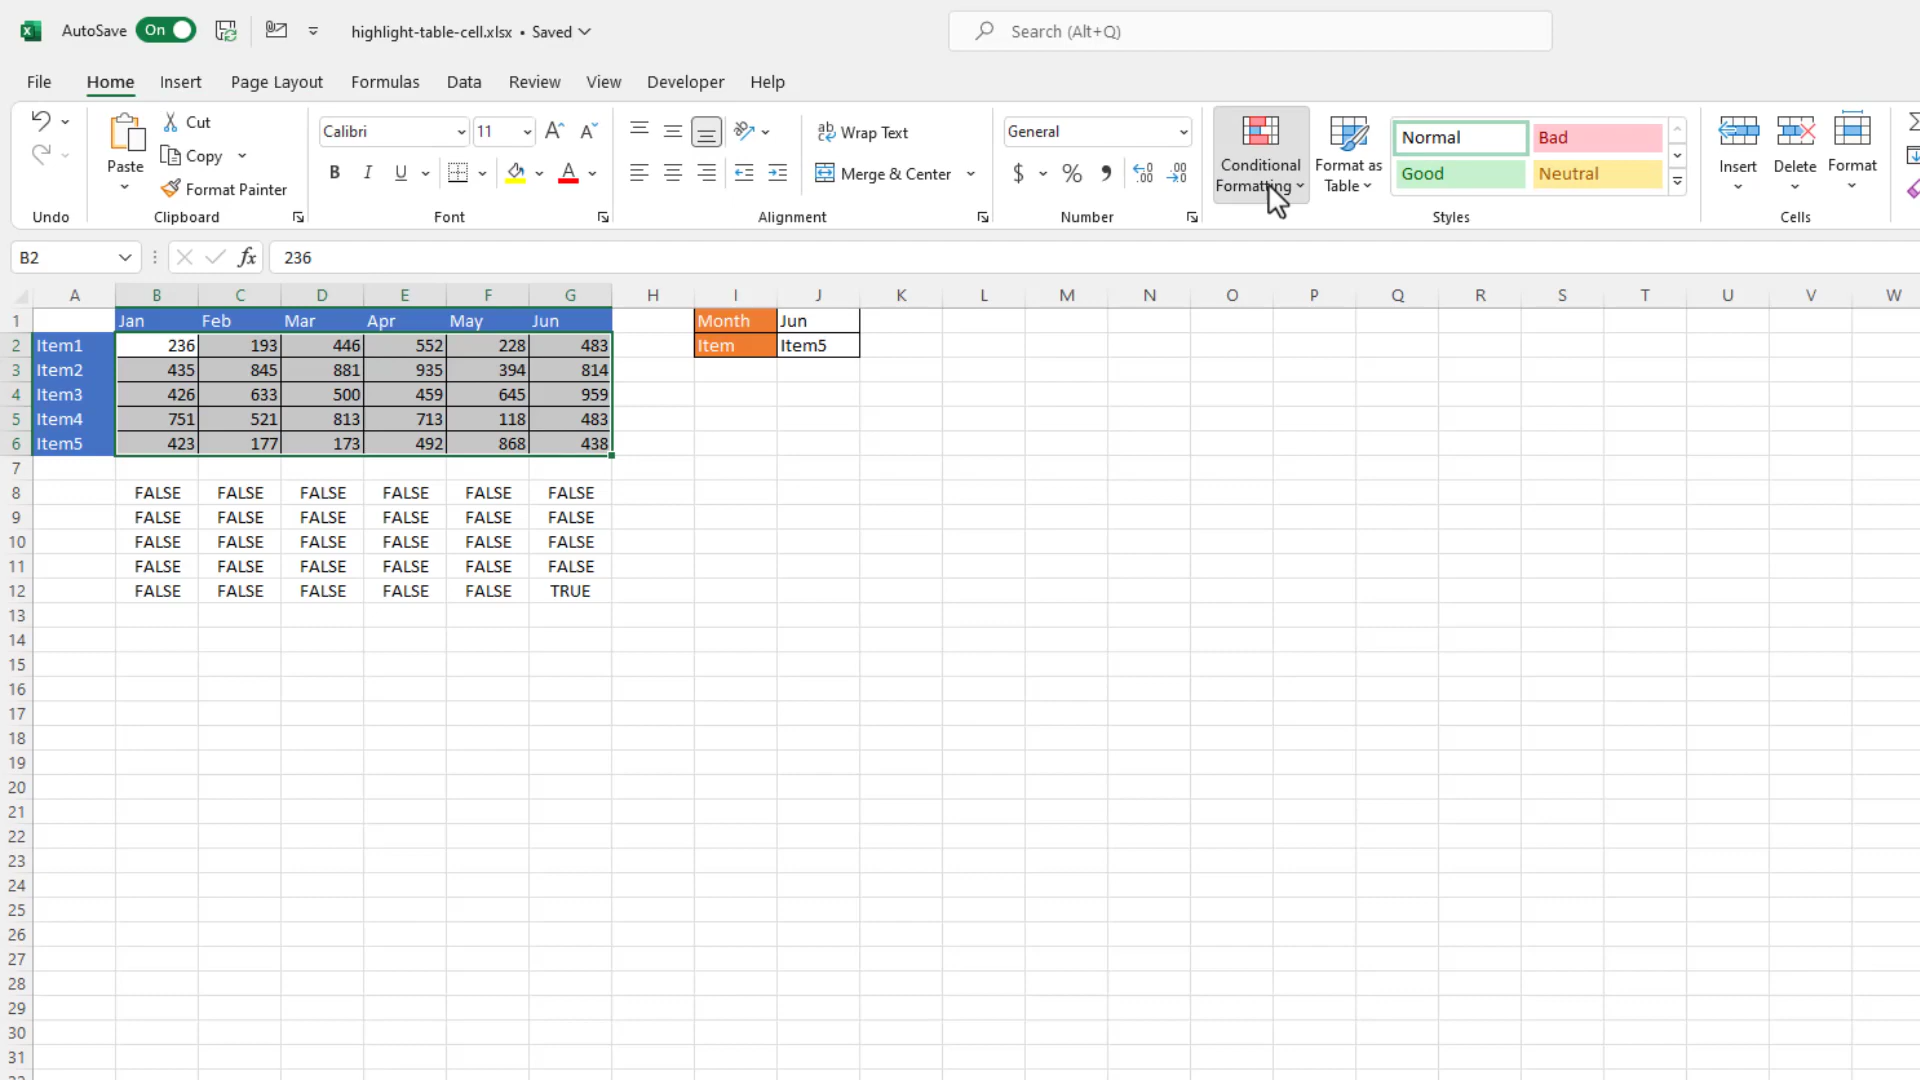 AutoSave On highlight-table-cell.xlsx • Saved Search (Alt+Q)
File Home Insert Page Layout Formulas Data Review View Developer Help
Cut Calibri 11 A A ab Wrap Text General Normal Bad
Paste Copy B I U A Merge & Center $ % , .00 .00 Conditional Formatting Format as Table Good Neutral Insert Delete Format
Format Painter
Undo Clipboard Font Alignment Number Styles Cells
B2 fx 236
A B C D E F G H I J K L M N O P Q R S T U V W
1 Jan Feb Mar Apr May Jun Month Jun
2 Item1 236 193 446 552 228 483 Item Item5
3 Item2 435 845 881 935 394 814
4 Item3 426 633 500 459 645 959
5 Item4 751 521 813 713 118 483
6 Item5 423 177 173 492 868 438
7
8 FALSE FALSE FALSE FALSE FALSE FALSE
9 FALSE FALSE FALSE FALSE FALSE FALSE
10 FALSE FALSE FALSE FALSE FALSE FALSE
11 FALSE FALSE FALSE FALSE FALSE FALSE
12 FALSE FALSE FALSE FALSE FALSE TRUE
13
14
15
16
17
18
19
20
21
22
23
24
25
26
27
28
29
30
31